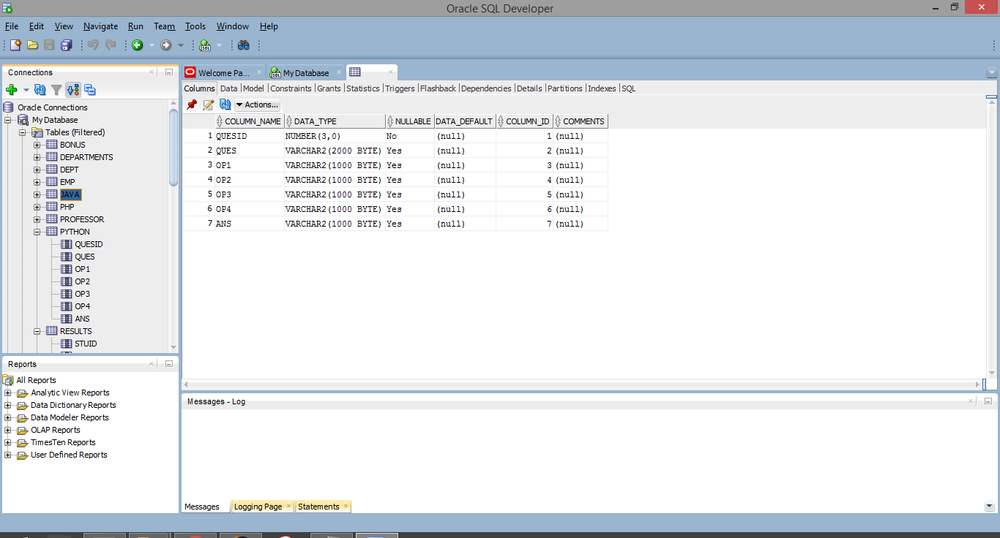 Oracle SQL Developer
File Edit View Navigate Run Team Tools Window Help
Connections
Oracle Connections
My Database
Tables (Filtered)
BONUS
DEPARTMENTS
DEPT
EMP
JAVA
PHP
PROFESSOR
PYTHON
QUESID
QUES
OP1
OP2
OP3
OP4
ANS
RESULTS
STUID
Reports
All Reports
Analytic View Reports
Data Dictionary Reports
Data Modeler Reports
OLAP Reports
TimesTen Reports
User Defined Reports
Welcome Pa... My Database
Columns Data Model Constraints Grants Statistics Triggers Flashback Dependencies Details Partitions Indexes SQL
Actions...
COLUMN_NAME DATA_TYPE NULLABLE DATA_DEFAULT COLUMN_ID COMMENTS
1 QUESID NUMBER(3,0) No (null) 1 (null)
2 QUES VARCHAR2(2000 BYTE) Yes (null) 2 (null)
3 OP1 VARCHAR2(1000 BYTE) Yes (null) 3 (null)
4 OP2 VARCHAR2(1000 BYTE) Yes (null) 4 (null)
5 OP3 VARCHAR2(1000 BYTE) Yes (null) 5 (null)
6 OP4 VARCHAR2(1000 BYTE) Yes (null) 6 (null)
7 ANS VARCHAR2(1000 BYTE) Yes (null) 7 (null)
Messages - Log
Messages Logging Page Statements